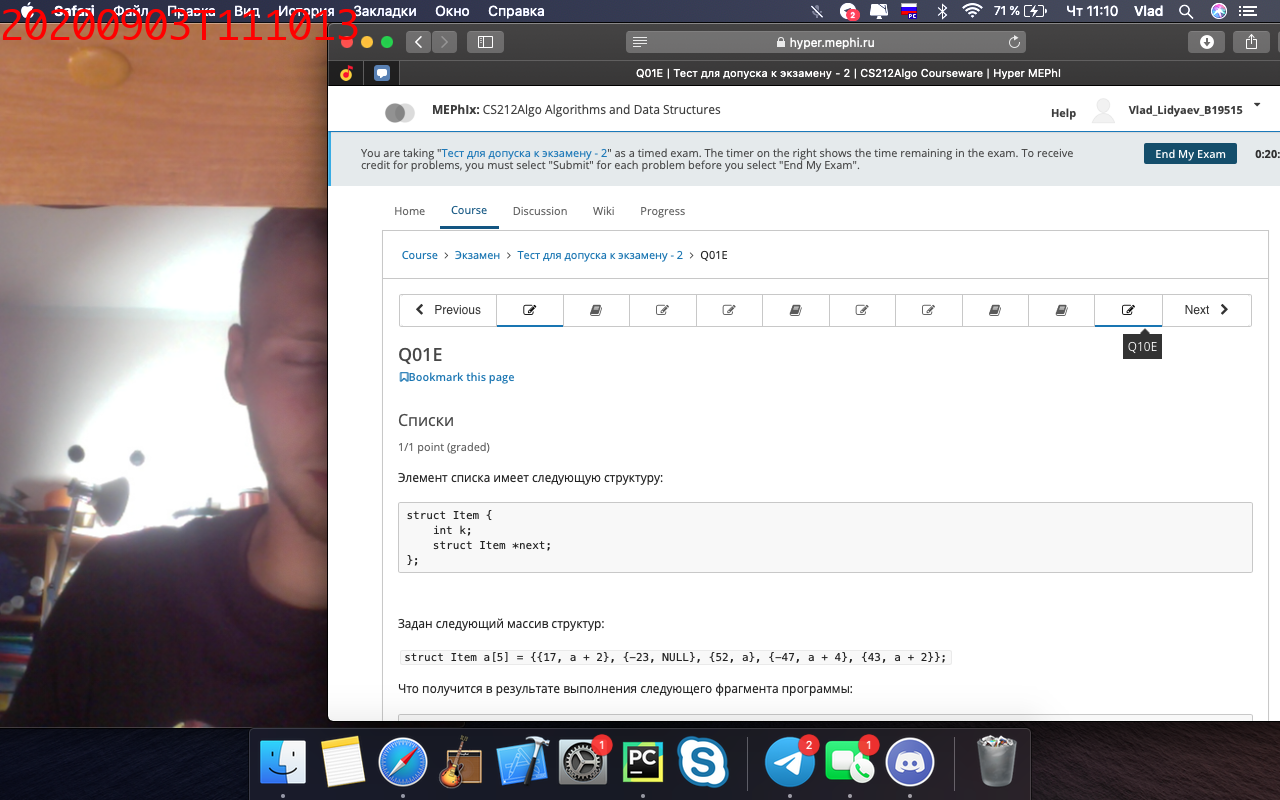 Safari Файл Правка Вид История Закладки Окно Справка 2 РС 71 % Чт 11:10 Vlad
20200903T111013
hyper.mephi.ru
Q01E | Тест для допуска к экзамену - 2 | CS212Algo Courseware | Hyper MEPhI
MEPhIx: CS212Algo Algorithms and Data Structures
Help Vlad_Lidyaev_B19515
You are taking "Тест для допуска к экзамену - 2" as a timed exam. The timer on the right shows the time remaining in the exam. To receive
credit for problems, you must select "Submit" for each problem before you select "End My Exam".
End My Exam 0:20:
Home Course Discussion Wiki Progress
Course > Экзамен > Тест для допуска к экзамену - 2 > Q01E
Previous Next
Q10E
Q01E
Bookmark this page
Списки
1/1 point (graded)
Элемент списка имеет следующую структуру:
struct Item {
int k;
struct Item *next;
};
Задан следующий массив структур:
struct Item a[5] = {{17, a + 2}, {-23, NULL}, {52, a}, {-47, a + 4}, {43, a + 2}};
Что получится в результате выполнения следующего фрагмента программы:
1 PC 2 1